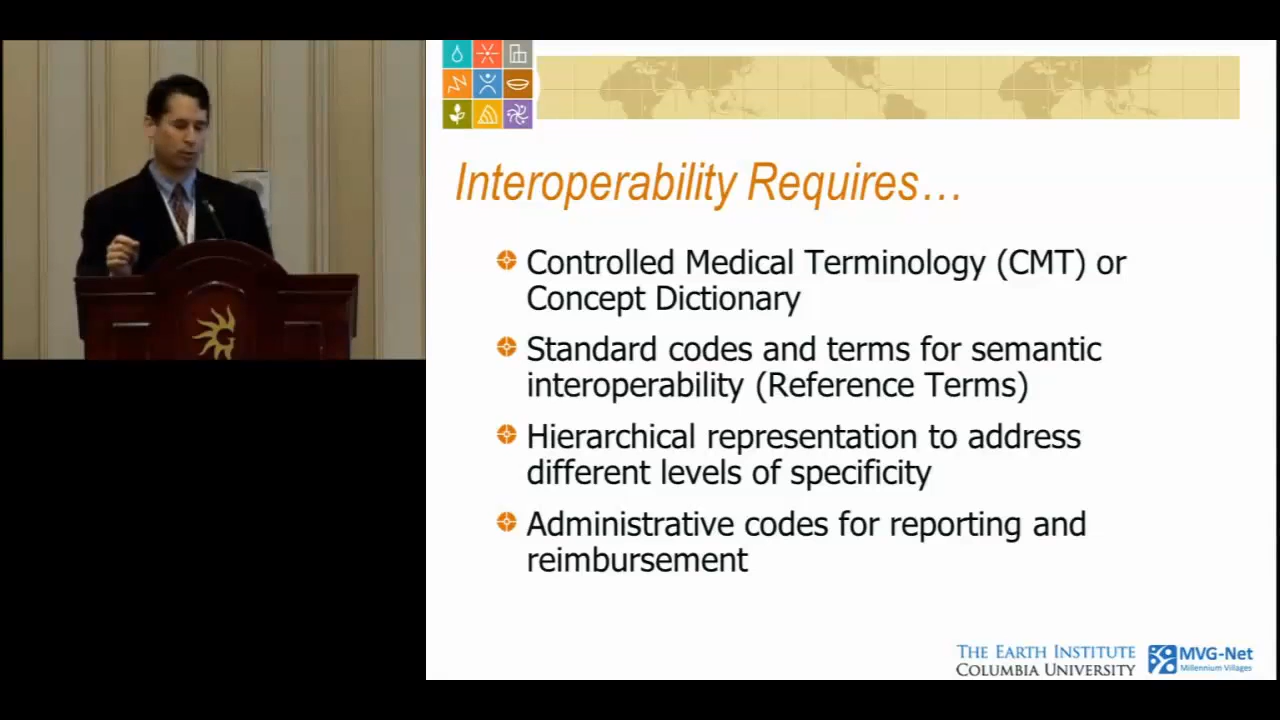 Interoperability Requires…
Controlled Medical Terminology (CMT) or
Concept Dictionary
Standard codes and terms for semantic
interoperability (Reference Terms)
Hierarchical representation to address
different levels of specificity
Administrative codes for reporting and
reimbursement
THE EARTH INSTITUTE
COLUMBIA UNIVERSITY
MVG-Net
Millennium Villages